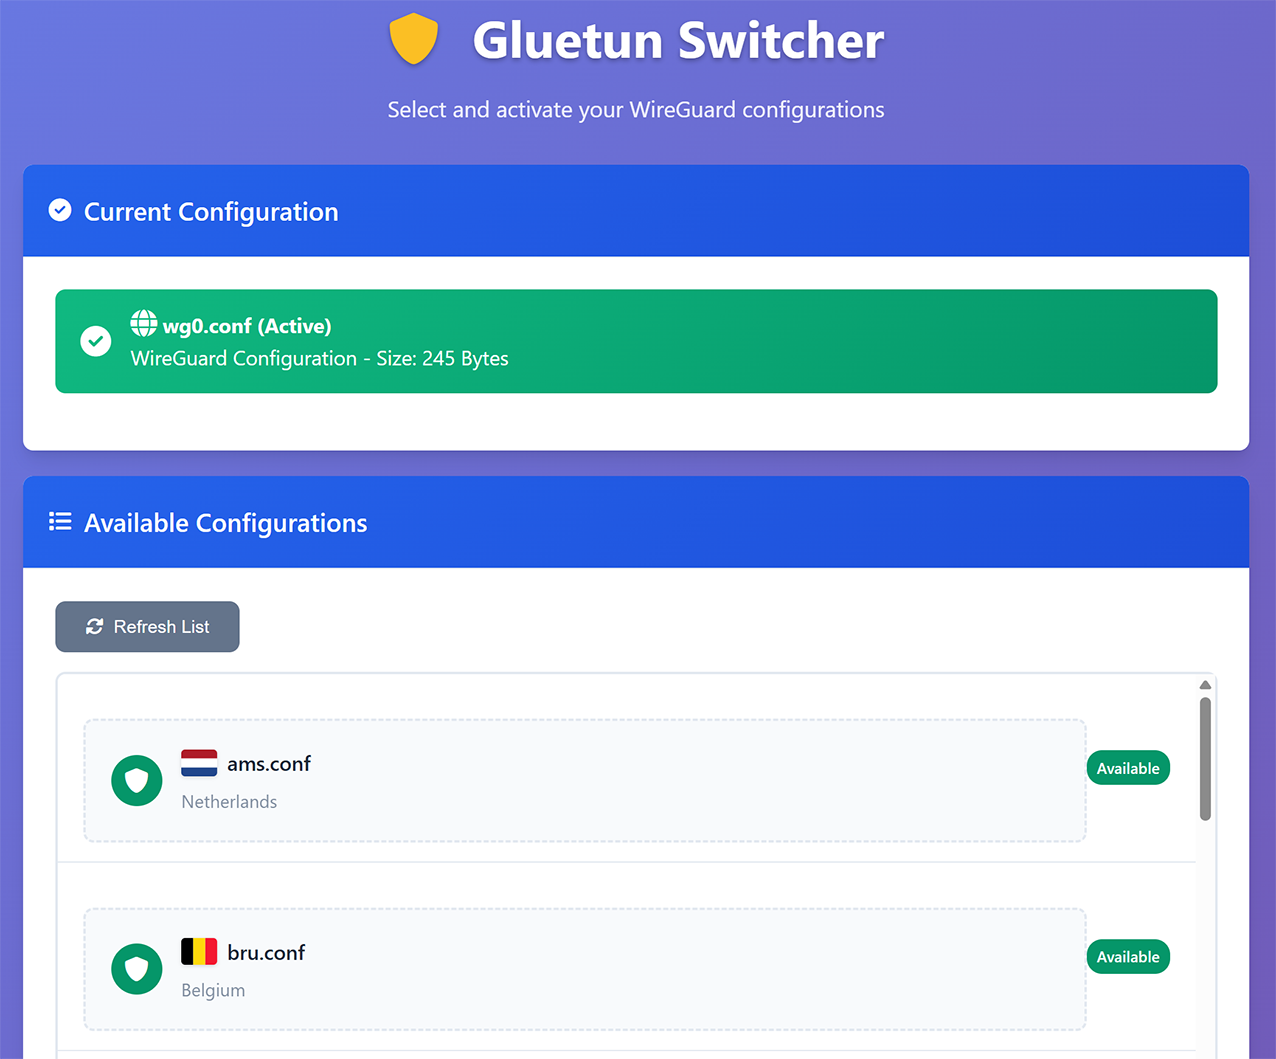 Gluetun Switcher
Select and activate your WireGuard configurations
Current Configuration
wg0.conf (Active)
WireGuard Configuration - Size: 245 Bytes
Available Configurations
Refresh List
ams.conf
Netherlands
Available
bru.conf
Belgium
Available